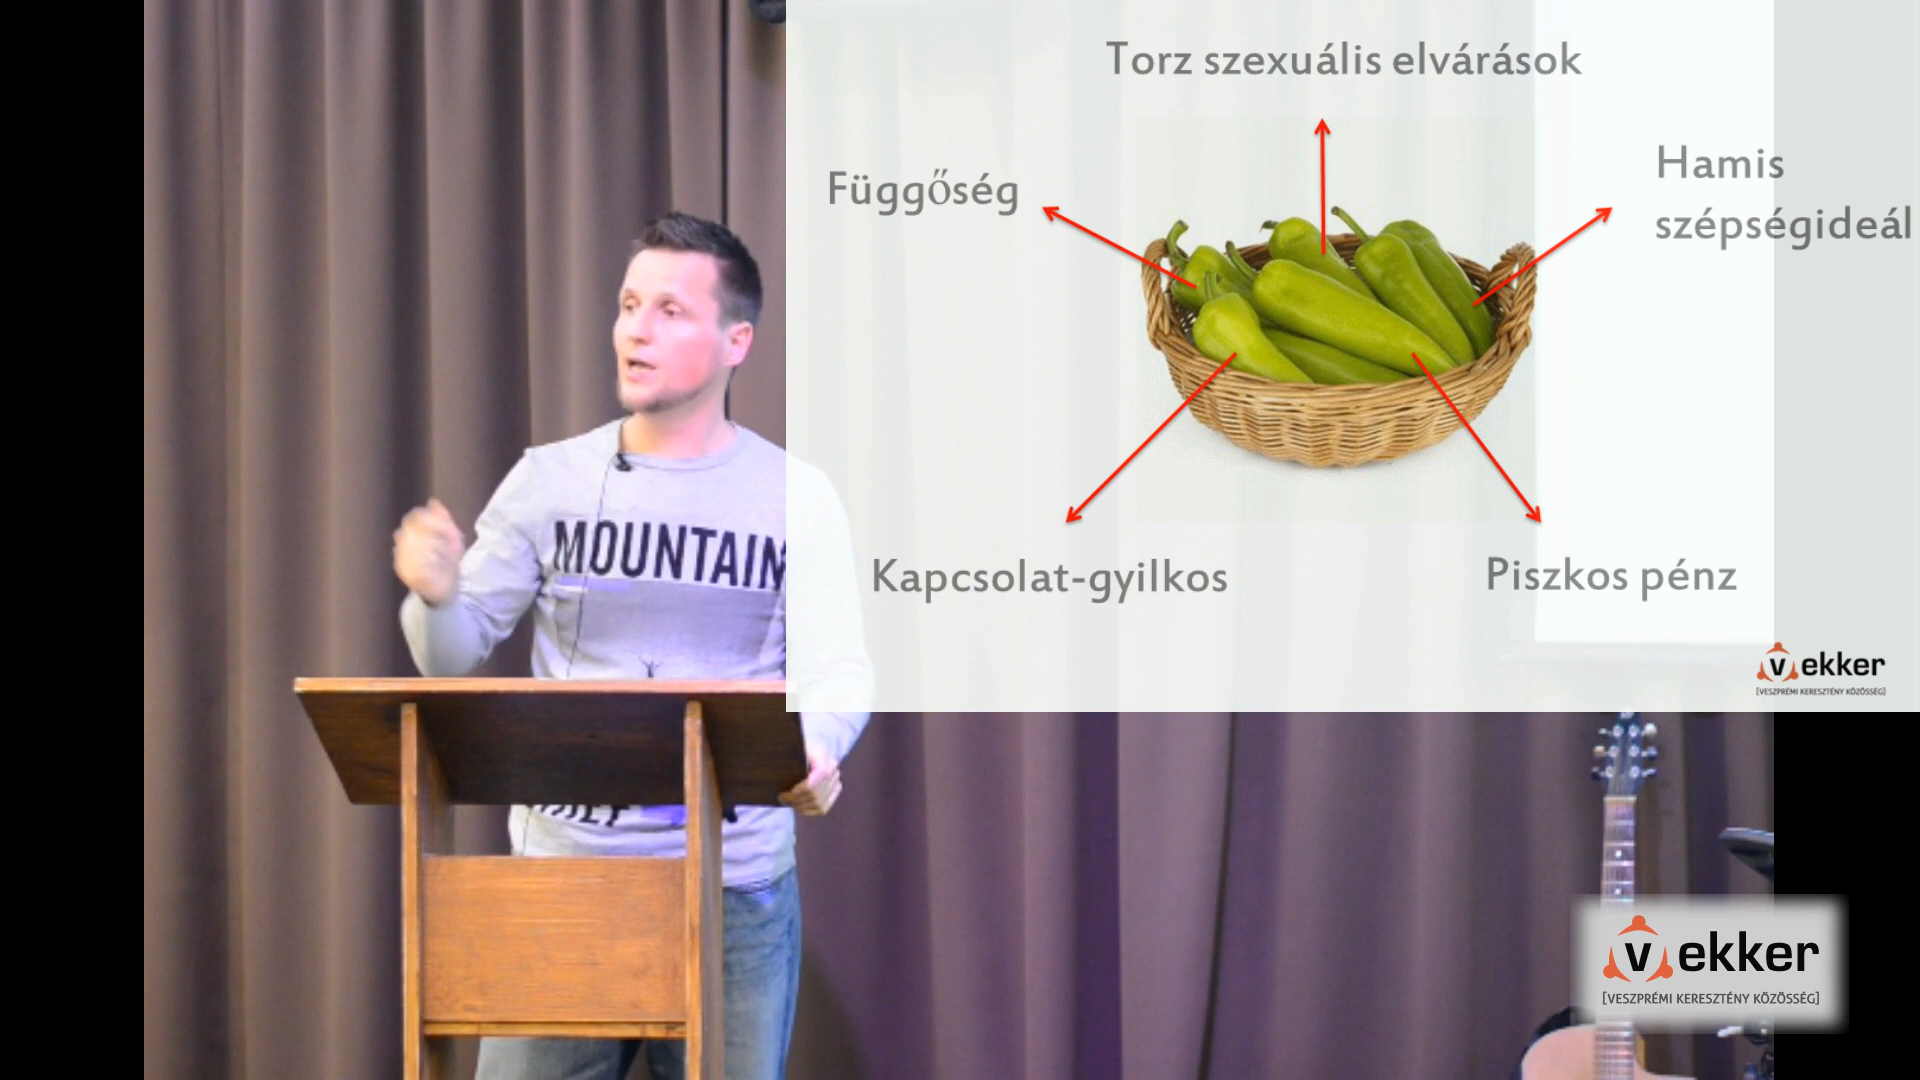 Torz szexuális elvárások
Függőség
Hamis
szépségideál
Kapcsolat-gyilkos
Piszkos pénz
vekker
[VESZPRÉMI KERESZTÉNY KÖZÖSSÉG]
MOUNTAIN
vekker
[VESZPRÉMI KERESZTÉNY KÖZÖSSÉG]